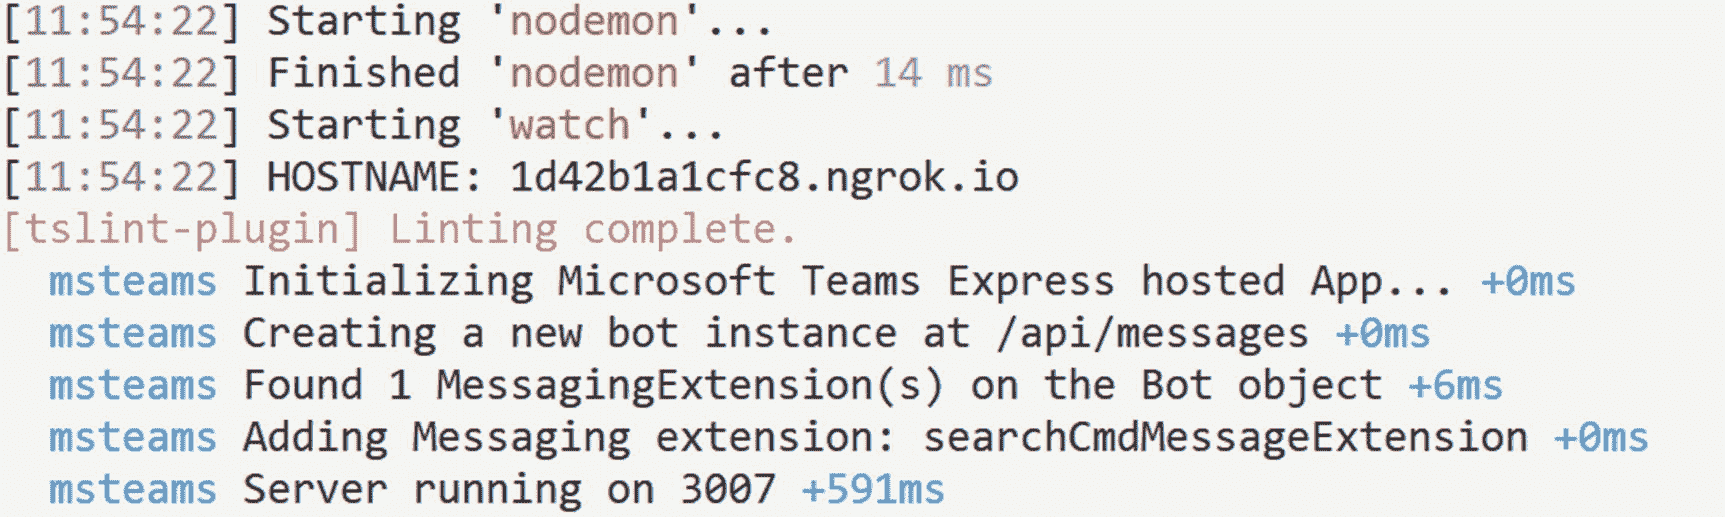 [11:54:22] Starting 'nodemon'...
[11:54:22] Finished 'nodemon' after 14 ms
[11:54:22] Starting 'watch'...
[11:54:22] HOSTNAME: 1d42b1a1cfc8.ngrok.io
[tslint-plugin] Linting complete.
msteams Initializing Microsoft Teams Express hosted App... +0ms
msteams Creating a new bot instance at /api/messages +0ms
msteams Found 1 MessagingExtension(s) on the Bot object +6ms
msteams Adding Messaging extension: searchCmdMessageExtension +0ms
msteams Server running on 3007 +591ms